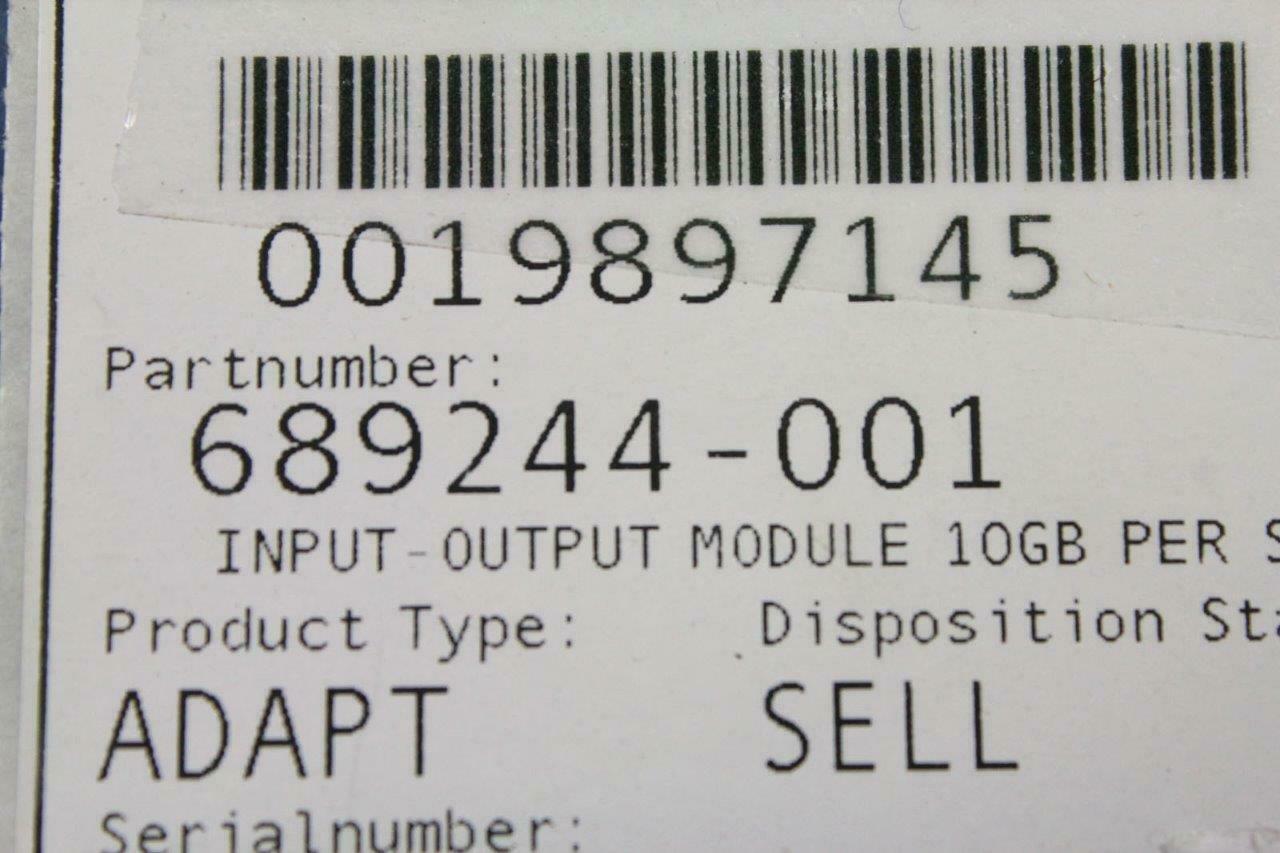 0019897145
Partnumber:
689244-001
INPUT-OUTPUT MODULE 10GB PER
Product Type: Disposition
ADAPT SELL
Serialnumber: